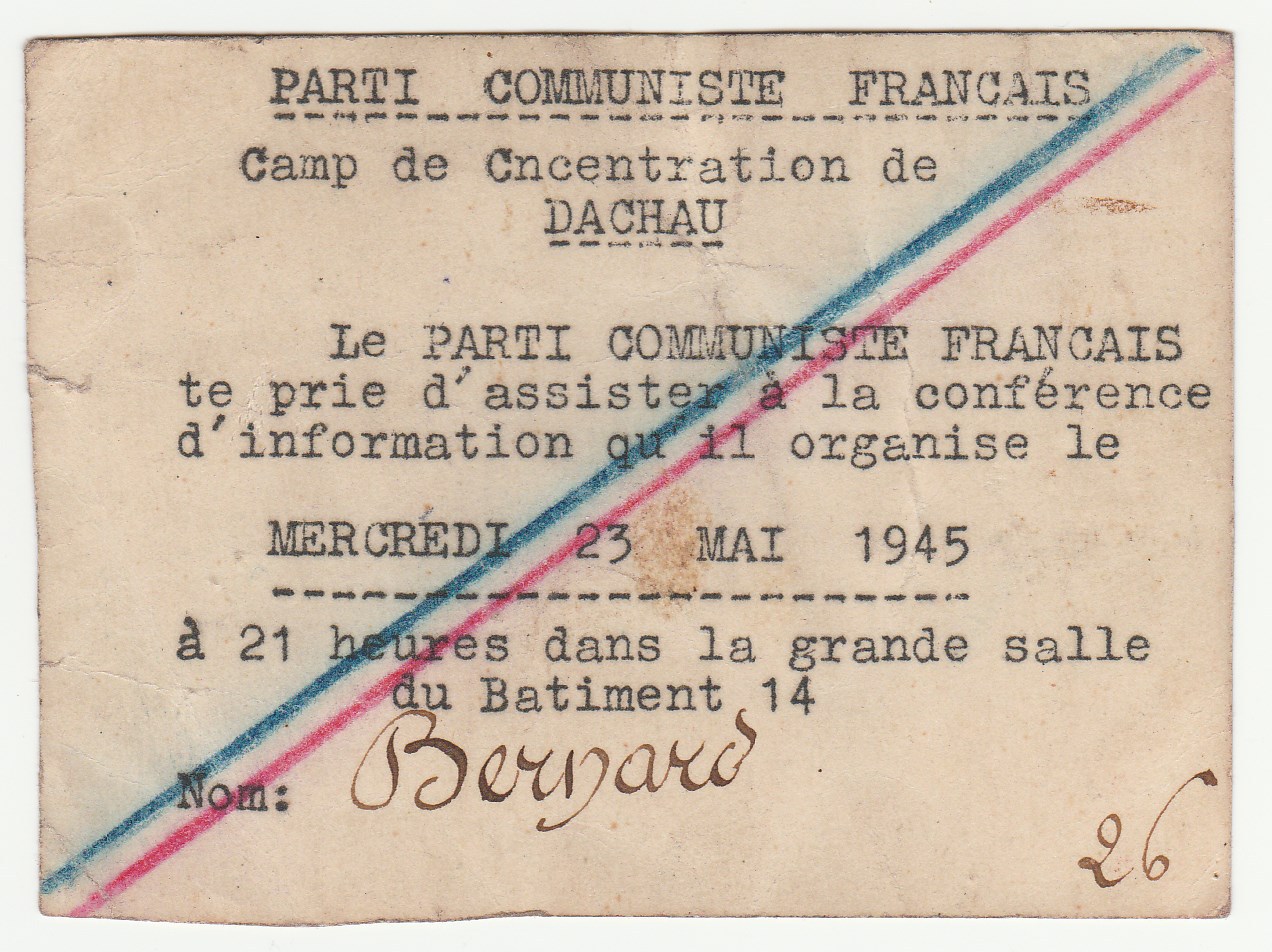 PARTI COMMUNISTE FRANCAIS
Camp de Cncentration de
DACHAU
Le PARTI COMMUNISTE FRANCAIS
te prie d'assister à la conférence
d'information qu'il organise le
MERCREDI 23 MAI 1945
à 21 heures dans la grande salle
du Batiment 14
Nom: Bernard
26